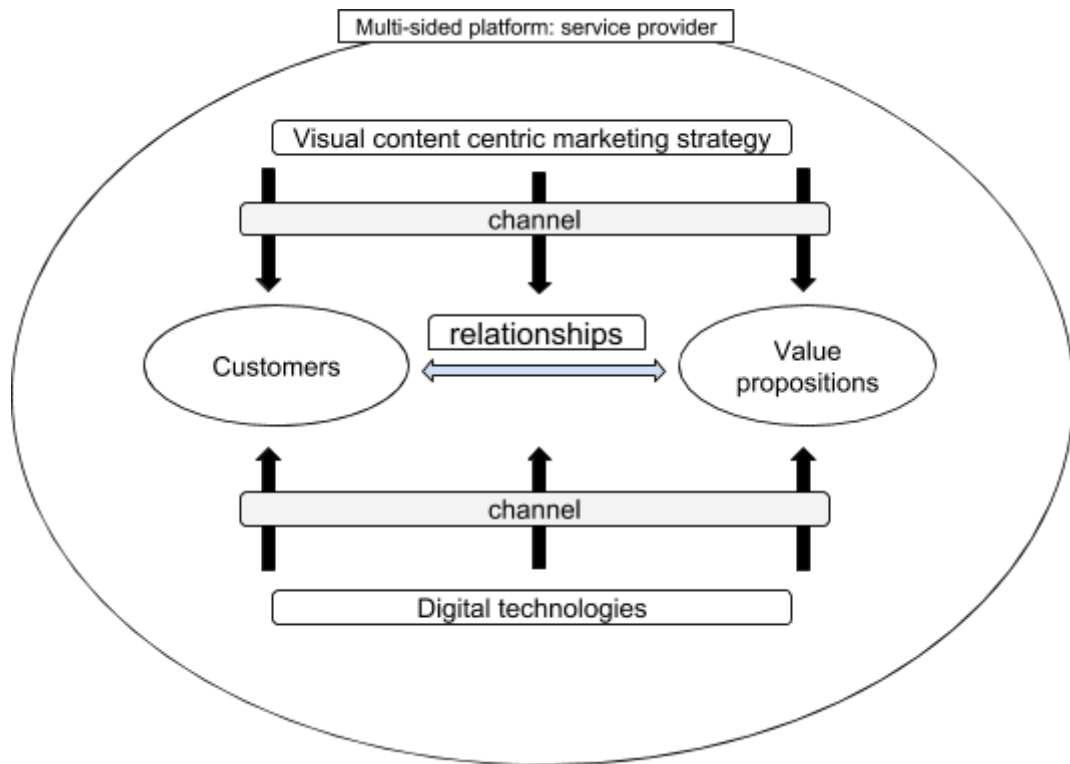 Multi-sided platform: service provider
Visual content centric marketing strategy
channel
relationships
Customers
Value
propositions
channel
Digital technologies